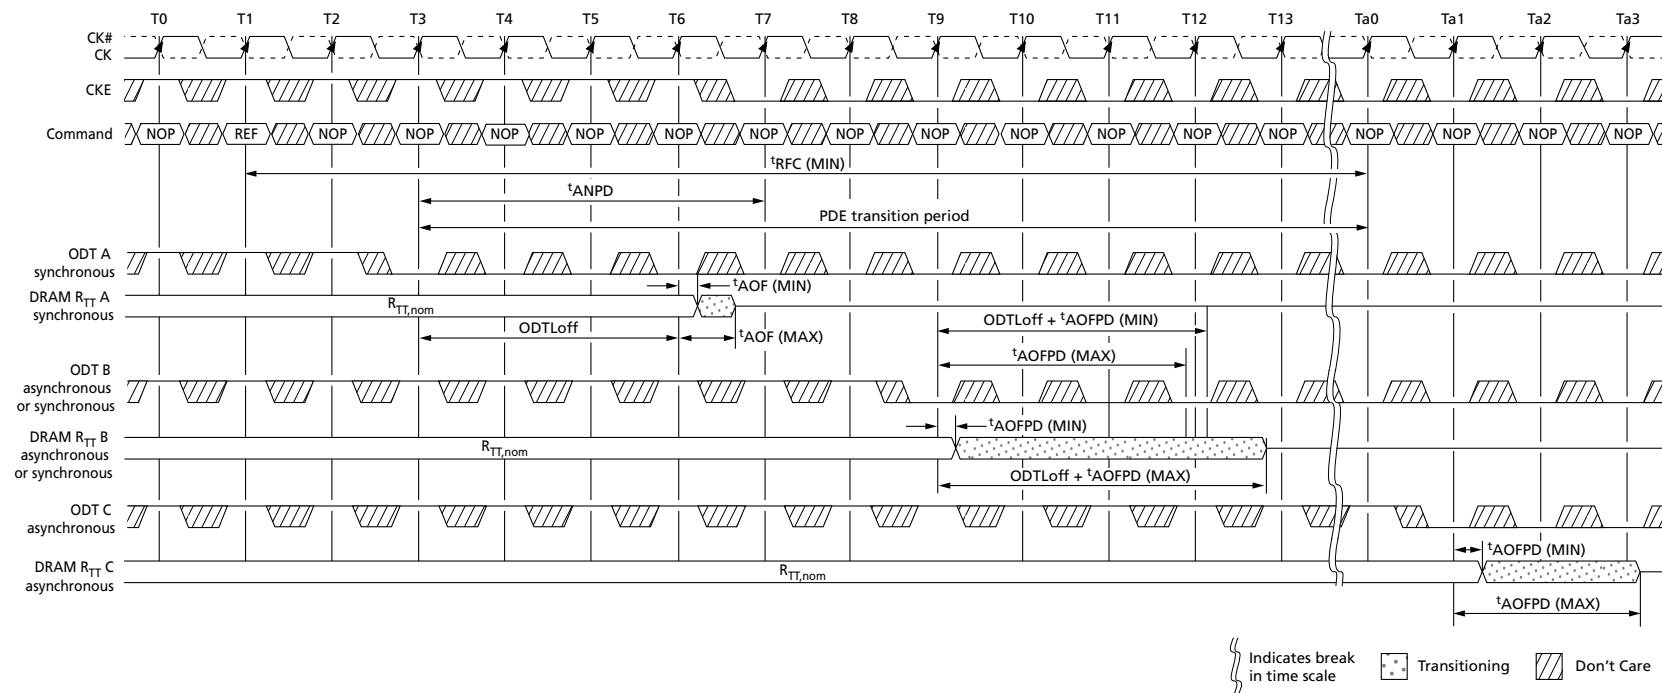 T0 T1 T2 T3 T4 T5 T6 T7 T8 T9 T10 T11 T12 T13 Ta0 Ta1 Ta2 Ta3
CK#
CK
CKE
Command NOP REF NOP NOP NOP NOP NOP NOP NOP NOP NOP NOP NOP NOP NOP NOP NOP NOP
tRFC (MIN)
tANPD
PDE transition period
ODT A
synchronous
tAOF (MIN)
DRAM RTT A
synchronous
RTT,nom
ODTLoff + tAOFPD (MIN)
ODTLoff
tAOF (MAX)
tAOFPD (MAX)
ODT B
asynchronous
or synchronous
tAOFPD (MIN)
DRAM RTT B
asynchronous
or synchronous
RTT,nom
ODTLoff + tAOFPD (MAX)
ODT C
asynchronous
tAOFPD (MIN)
DRAM RTT C
asynchronous
RTT,nom
tAOFPD (MAX)
Indicates break
in time scale
Transitioning
Don't Care